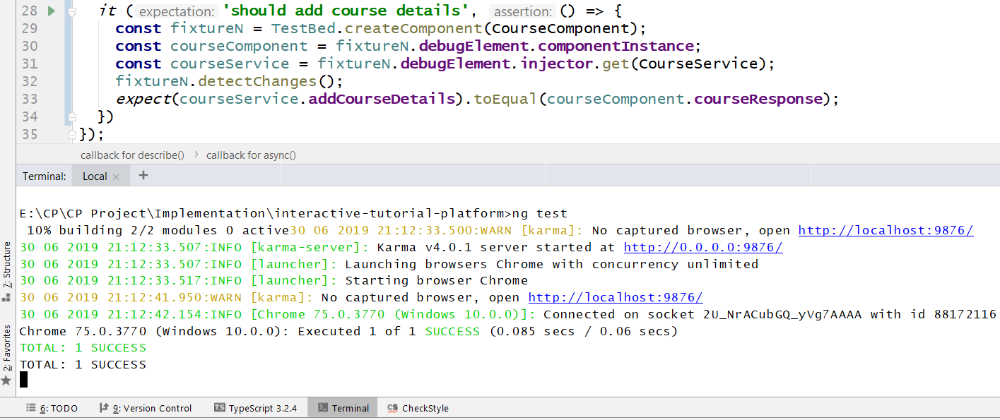 28 it ( expectation: 'should add course details', assertion: () => {
29 const fixtureN = TestBed.createComponent(CourseComponent);
30 const courseComponent = fixtureN.debugElement.componentInstance;
31 const courseService = fixtureN.debugElement.injector.get(CourseService);
32 fixtureN.detectChanges();
33 expect(courseService.addCourseDetails).toEqual(courseComponent.courseResponse);
34 })
35 });
callback for describe() › callback for async()
Terminal: Local × +
E:\CP\CP Project\Implementation\interactive-tutorial-platform>ng test
10% building 2/2 modules 0 active30 06 2019 21:12:33.500:WARN [karma]: No captured browser, open http://localhost:9876/
30 06 2019 21:12:33.507:INFO [karma-server]: Karma v4.0.1 server started at http://0.0.0.0:9876/
30 06 2019 21:12:33.507:INFO [launcher]: Launching browsers Chrome with concurrency unlimited
30 06 2019 21:12:33.517:INFO [launcher]: Starting browser Chrome
30 06 2019 21:12:41.950:WARN [karma]: No captured browser, open http://localhost:9876/
30 06 2019 21:12:42.154:INFO [Chrome 75.0.3770 (Windows 10.0.0)]: Connected on socket 2U_NrACubGQ_yVg7AAAA with id 88172116
Chrome 75.0.3770 (Windows 10.0.0): Executed 1 of 1 SUCCESS (0.085 secs / 0.06 secs)
TOTAL: 1 SUCCESS
TOTAL: 1 SUCCESS
7: Structure
2: Favorites
6: TODO 9: Version Control TS TypeScript 3.2.4 Terminal CS CheckStyle